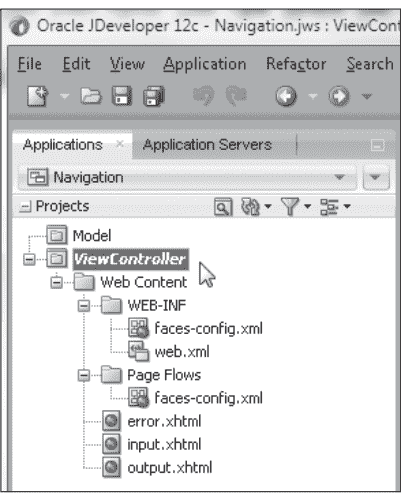 Oracle JDeveloper 12c - Navigation.jws : ViewCont
File Edit View Application Refactor Search
Applications × Application Servers
Navigation
Projects
Model
ViewController
Web Content
WEB-INF
faces-config.xml
web.xml
Page Flows
faces-config.xml
error.xhtml
input.xhtml
output.xhtml